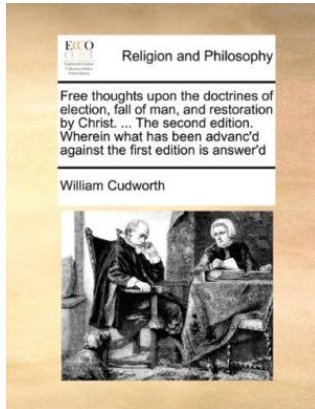 ECCO
Religion and Philosophy
Free thoughts upon the doctrines of
election, fall of man, and restoration
by Christ. ... The second edition.
Wherein what has been advanc'd
against the first edition is answer'd
William Cudworth